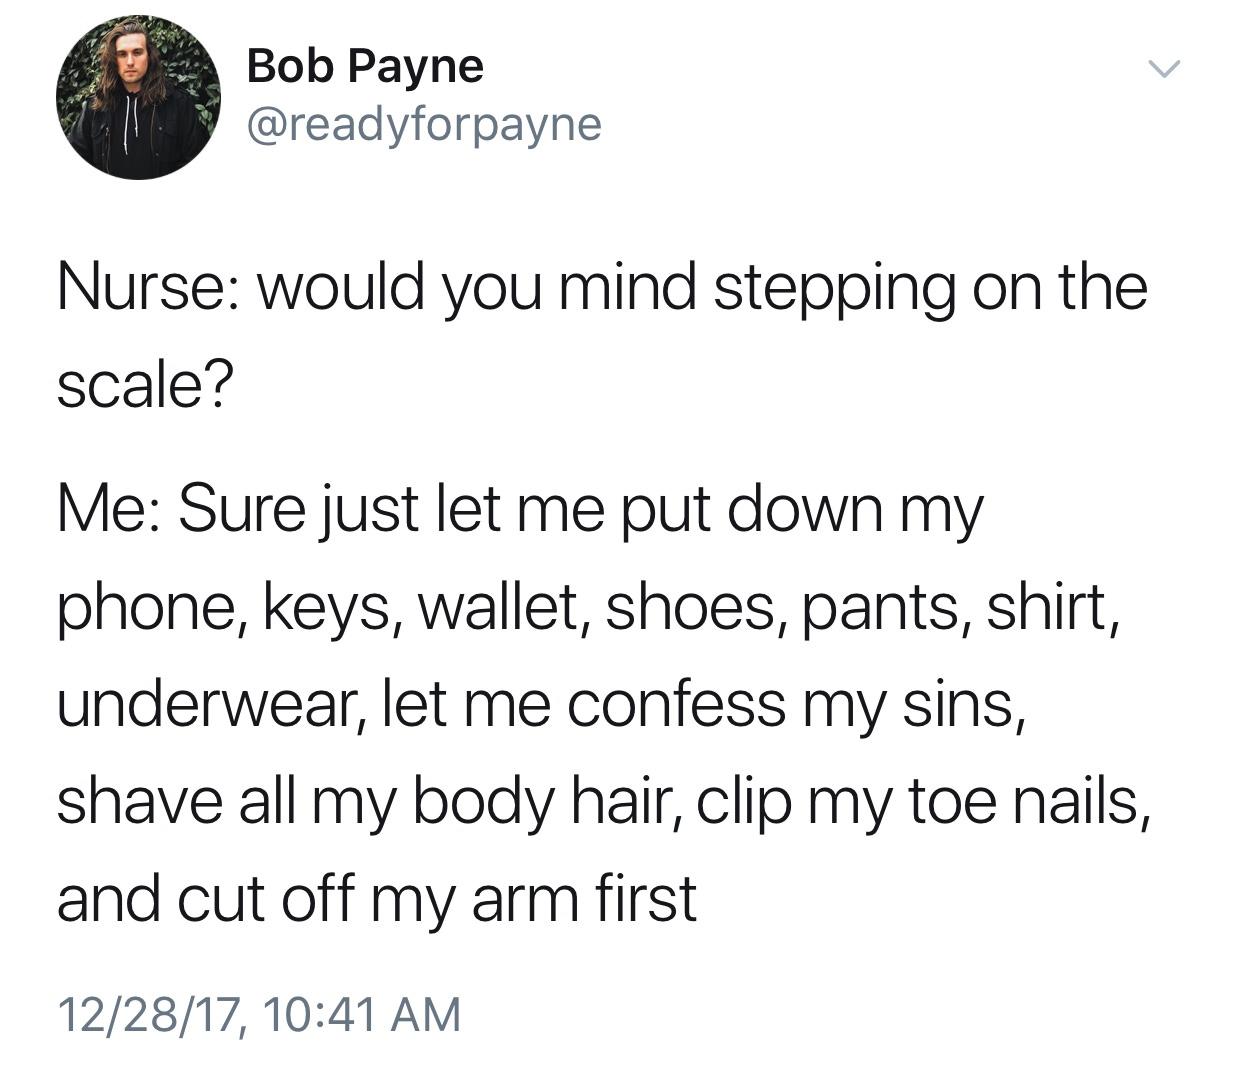 Bob Payne
@readyforpayne
Nurse: would you mind stepping on the
scale?
Me: Sure just let me put down my
phone, keys, wallet, shoes, pants, shirt,
underwear, let me confess my sins,
shave all my body hair, clip my toe nails,
and cut off my arm first
12/28/17, 10:41 AM